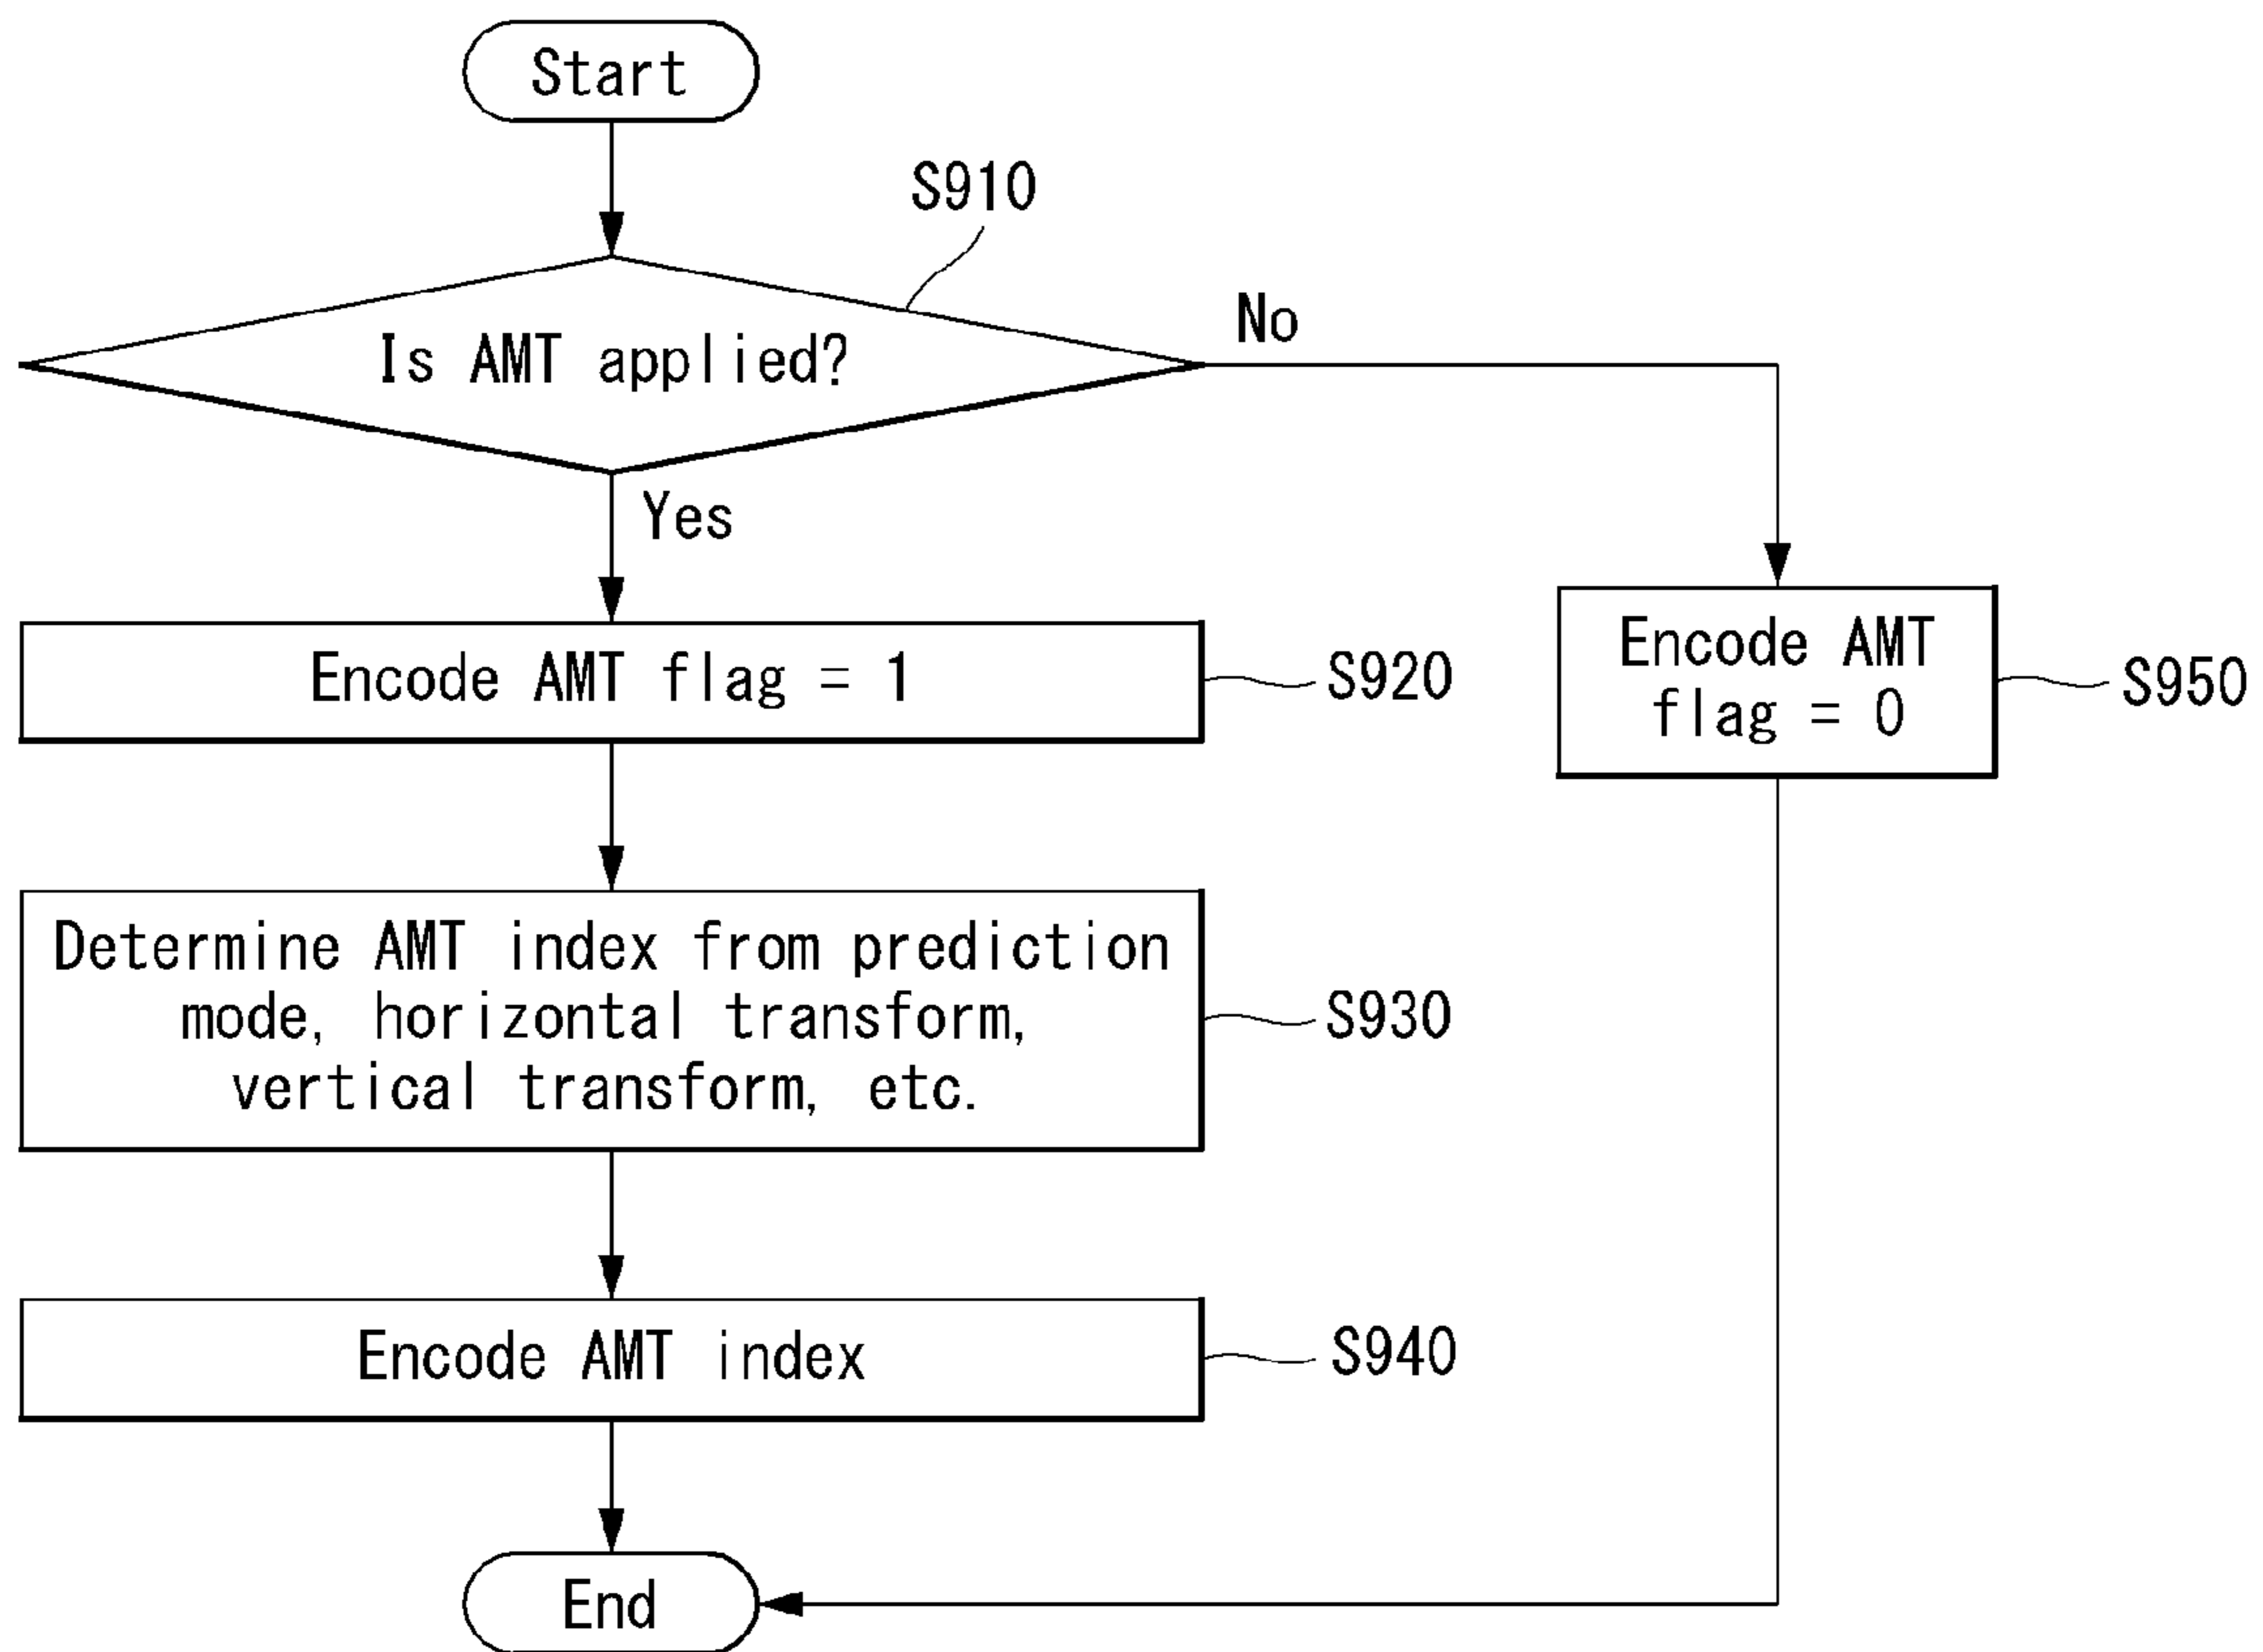 Start
S910
Is AMT applied?
No
Yes
Encode AMT flag = 1
S920
Encode AMT
flag = 0
S950
Determine AMT index from prediction
mode, horizontal transform,
vertical transform, etc.
S930
Encode AMT index
S940
End